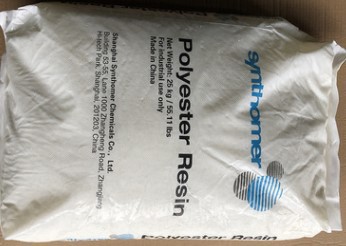 synthomer
Polyester Resin
Net Weight: 25 kg / 55.11 lbs
For industrial use only
Made in China
Shanghai Synthomer Chemicals Co., Ltd.
Building 53-55, Lane 1000 Zhangheng Road, Zhangjiang
Hi-tech Park, Shanghai, 201203, China
Polyester Resin